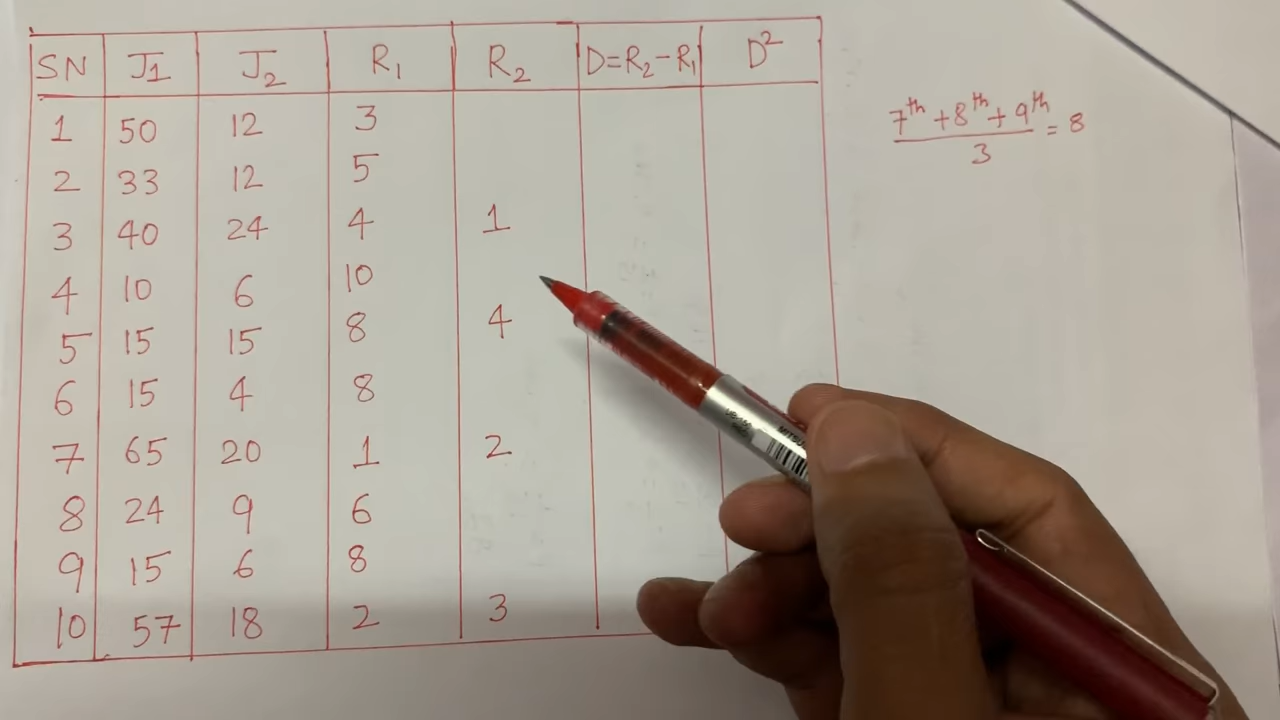 SN J1 J2 R1 R2 D=R2-R1 D²
1 50 12 3
2 33 12 5
3 40 24 4 1
4 10 6 10
5 15 15 8 4
6 15 4 8
7 65 20 1 2
8 24 9 6
9 15 6 8
10 57 18 2 3
7th + 8th + 9th
3
= 8